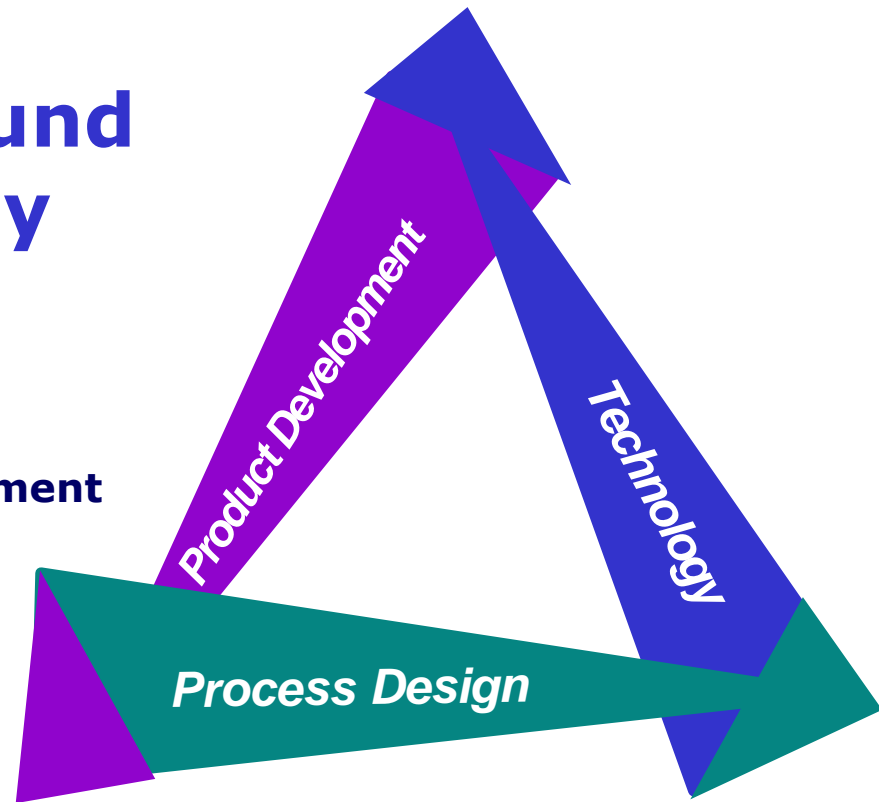 und
y
ment
Product Development
Technology
Process Design